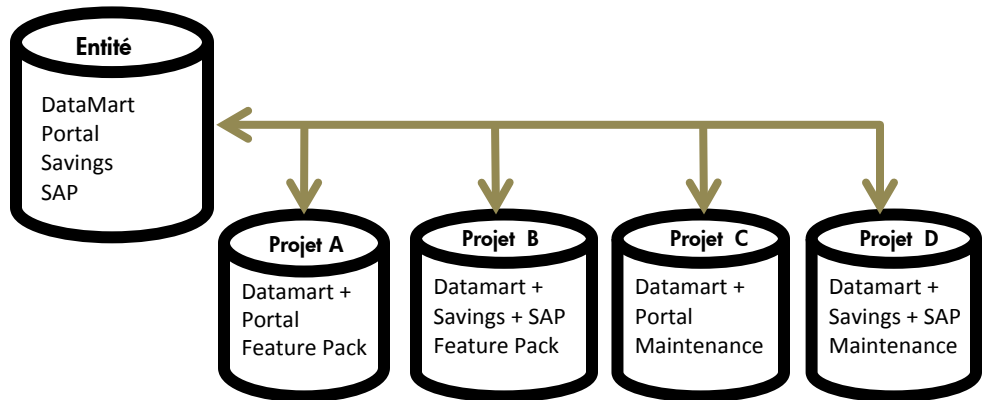 Entité
DataMart
Portal
Savings
SAP
Projet A
Datamart +
Portal
Feature Pack
Projet B
Datamart +
Savings + SAP
Feature Pack
Projet C
Datamart +
Portal
Maintenance
Projet D
Datamart +
Savings + SAP
Maintenance